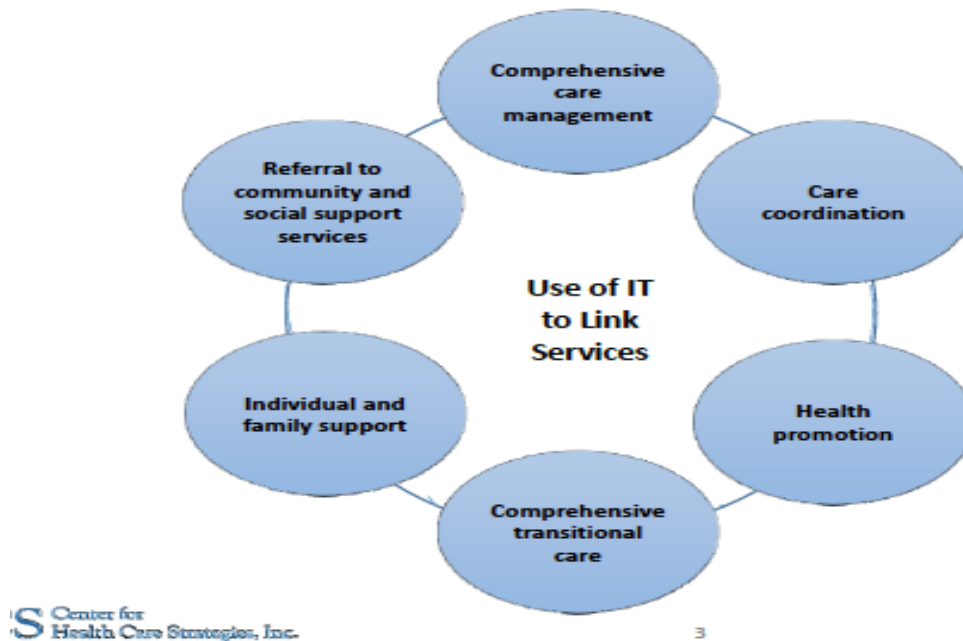 Comprehensive
care
management
Care
coordination
Health
promotion
Comprehensive
transitional
care
Individual and
family support
Referral to
community and
social support
services
Use of IT
to Link
Services
S Center for
Health Care Strategies, Inc.
3